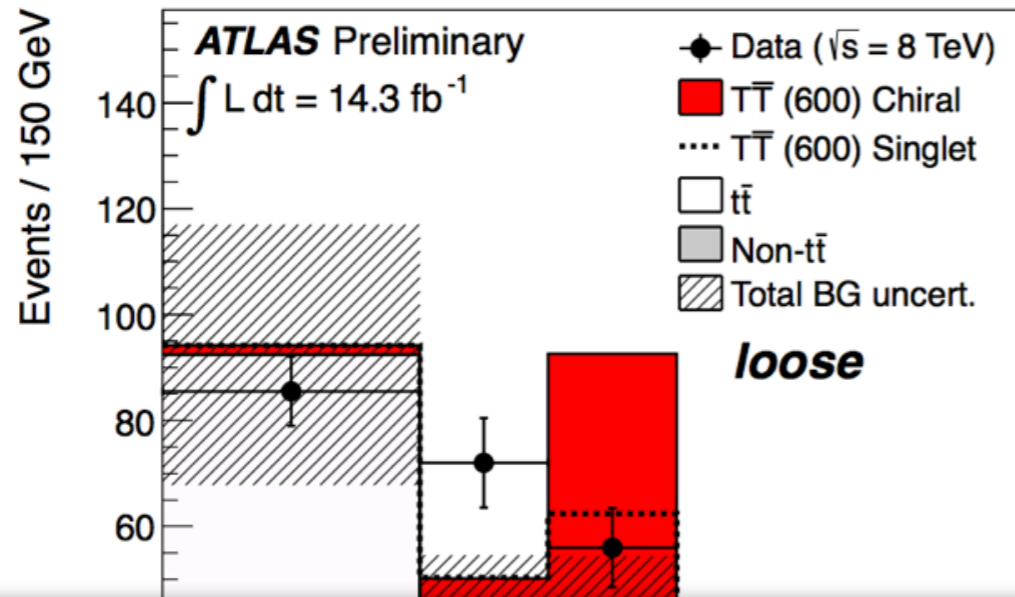 Events / 150 GeV
ATLAS Preliminary
∫ L dt = 14.3 fb⁻¹
140
120
100
80
60
Data (√s = 8 TeV)
TT̅ (600) Chiral
TT̅ (600) Singlet
tt̄
Non-tt̄
Total BG uncert.
loose